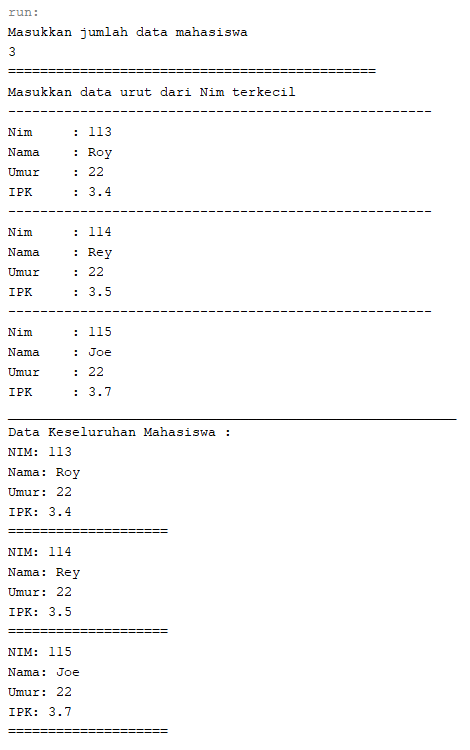 run:
Masukkan jumlah data mahasiswa
3
==============================================
Masukkan data urut dari Nim terkecil
-----------------------------------------------------
Nim     : 113
Nama    : Roy
Umur    : 22
IPK     : 3.4
-----------------------------------------------------
Nim     : 114
Nama    : Rey
Umur    : 22
IPK     : 3.5
-----------------------------------------------------
Nim     : 115
Nama    : Joe
Umur    : 22
IPK     : 3.7
________________________________________________________
Data Keseluruhan Mahasiswa :
NIM: 113
Nama: Roy
Umur: 22
IPK: 3.4
====================
NIM: 114
Nama: Rey
Umur: 22
IPK: 3.5
====================
NIM: 115
Nama: Joe
Umur: 22
IPK: 3.7
====================